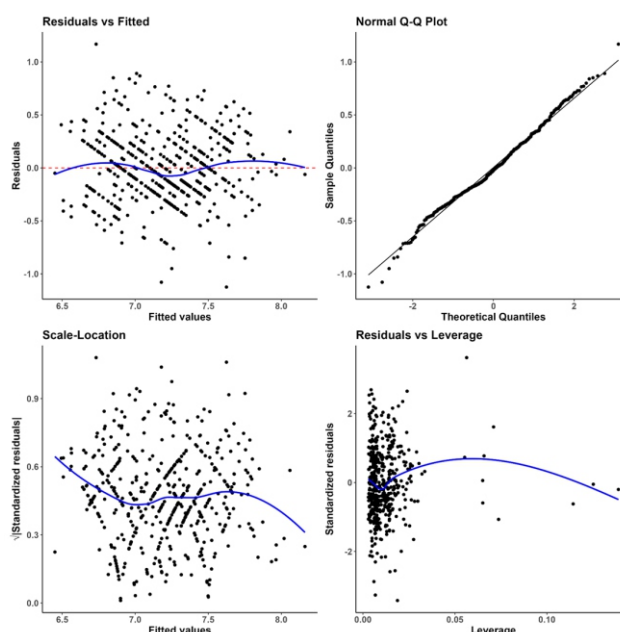 Residuals vs Fitted
1.0
0.5
0.0
-0.5
-1.0
Residuals
6.5 7.0 7.5 8.0
Fitted values
Normal Q-Q Plot
1.0
0.5
0.0
-0.5
-1.0
Sample Quantiles
-2 0 2
Theoretical Quantiles
Scale-Location
0.9
0.6
0.3
0.0
√|Standardized residuals|
6.5 7.0 7.5 8.0
Fitted values
Residuals vs Leverage
2
0
-2
Standardized residuals
0.00 0.05 0.10
Leverage